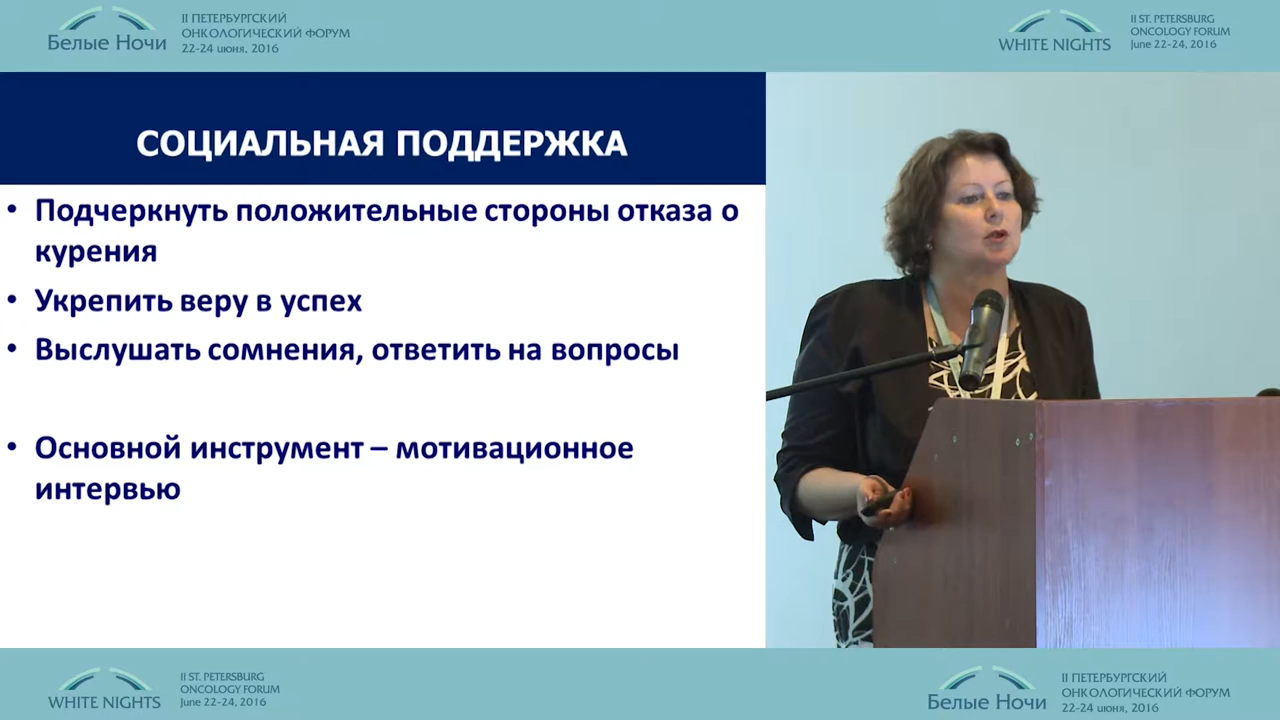 Белые Ночи
II ПЕТЕРБУРГСКИЙ
ОНКОЛОГИЧЕСКИЙ ФОРУМ
22-24 июня, 2016
WHITE NIGHTS
II ST. PETERSBURG
ONCOLOGY FORUM
June 22-24, 2016
СОЦИАЛЬНАЯ ПОДДЕРЖКА
• Подчеркнуть положительные стороны отказа о
курения
• Укрепить веру в успех
• Выслушать сомнения, ответить на вопросы
• Основной инструмент – мотивационное
интервью
WHITE NIGHTS
II ST. PETERSBURG
ONCOLOGY FORUM
June 22-24, 2016
Белые Ночи
II ПЕТЕРБУРГСКИЙ
ОНКОЛОГИЧЕСКИЙ ФОРУМ
22-24 июня, 2016